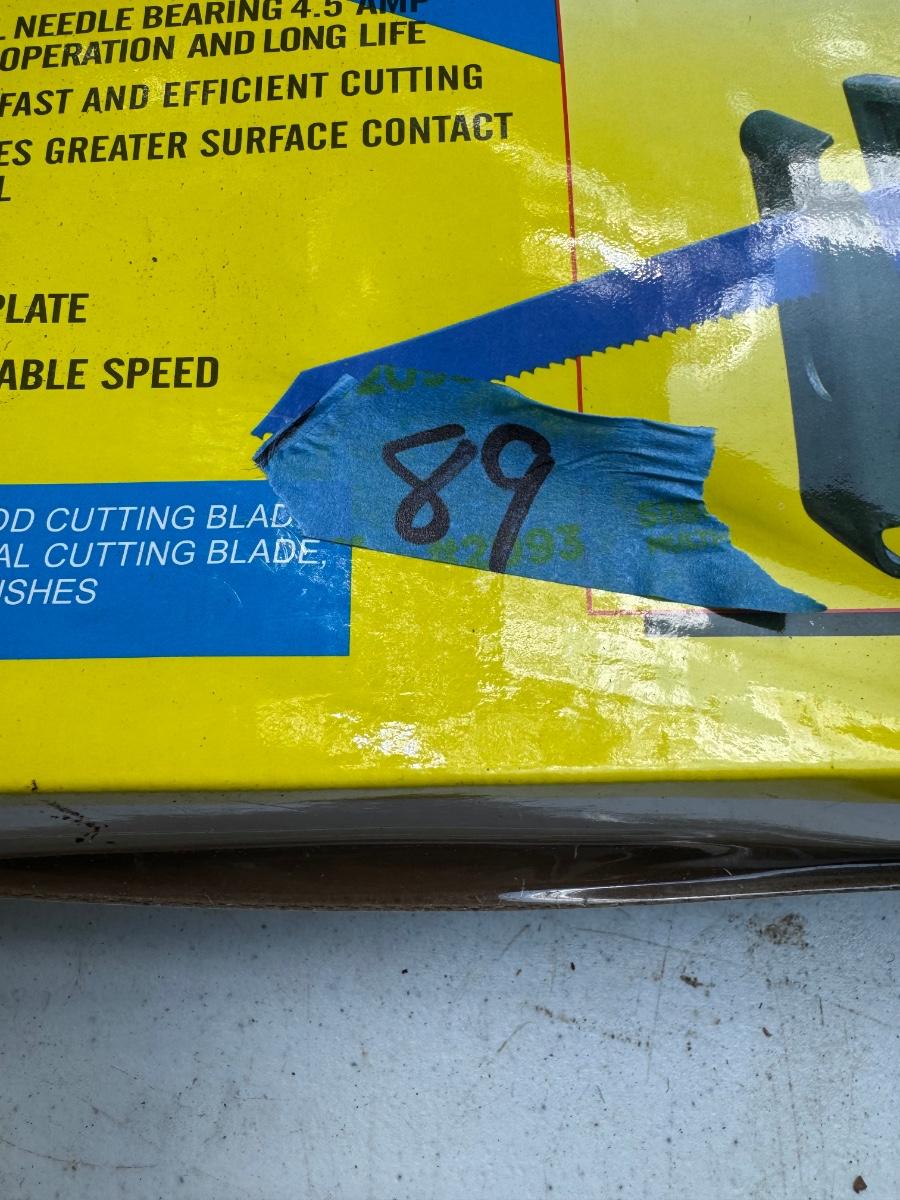 NEEDLE BEARING 4.5 AMP
OPERATION AND LONG LIFE
FAST AND EFFICIENT CUTTING
ES GREATER SURFACE CONTACT
L
PLATE
ABLE SPEED
89
OD CUTTING BLAD
AL CUTTING BLADE,
ISHES